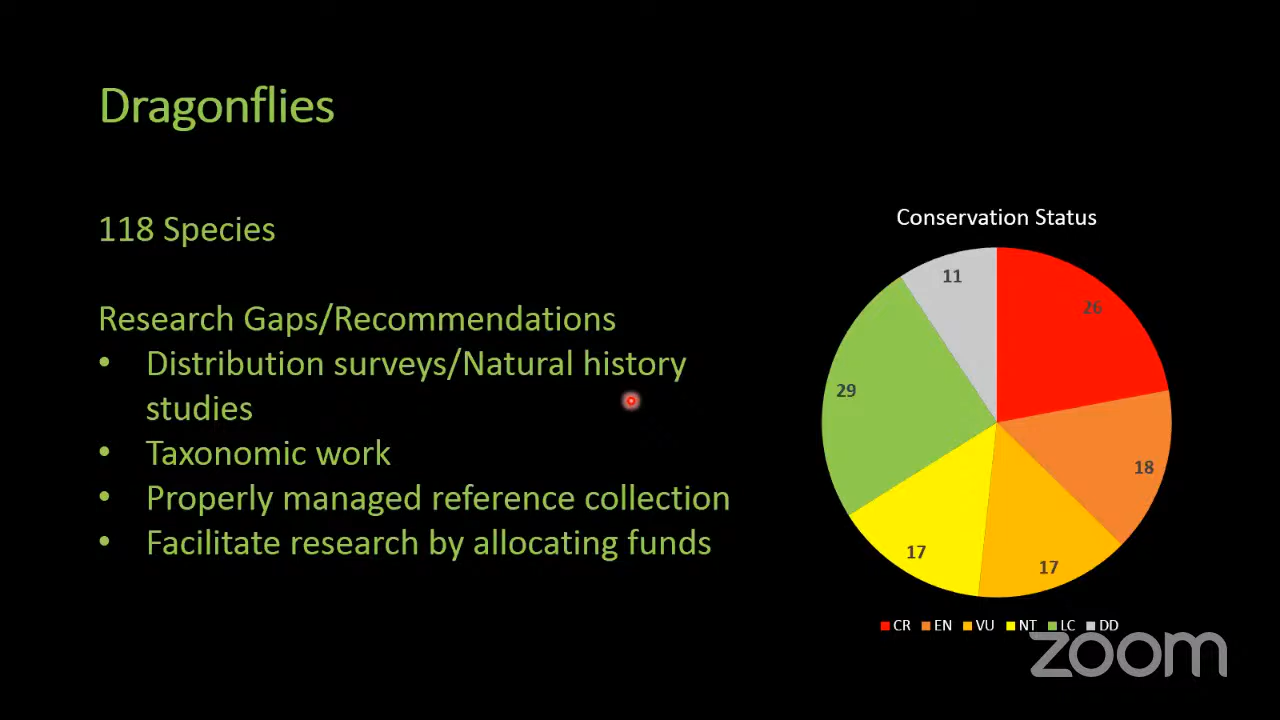 Dragonflies
118 Species
Research Gaps/Recommendations
• Distribution surveys/Natural history
studies
• Taxonomic work
• Properly managed reference collection
• Facilitate research by allocating funds
Conservation Status
11
26
29
18
17
17
CR EN VU NT LC DD
zoom